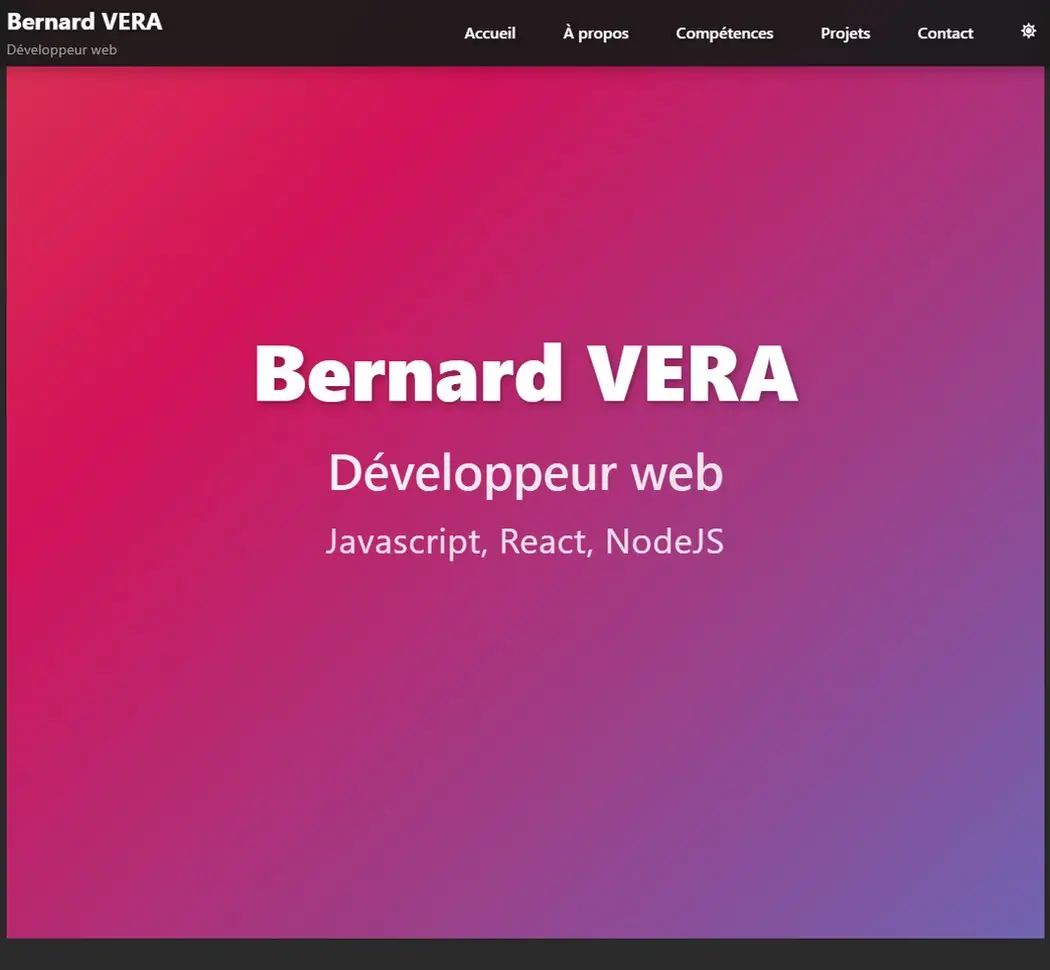 Bernard VERA
Développeur web
Accueil À propos Compétences Projets Contact
Bernard VERA
Développeur web
Javascript, React, NodeJS